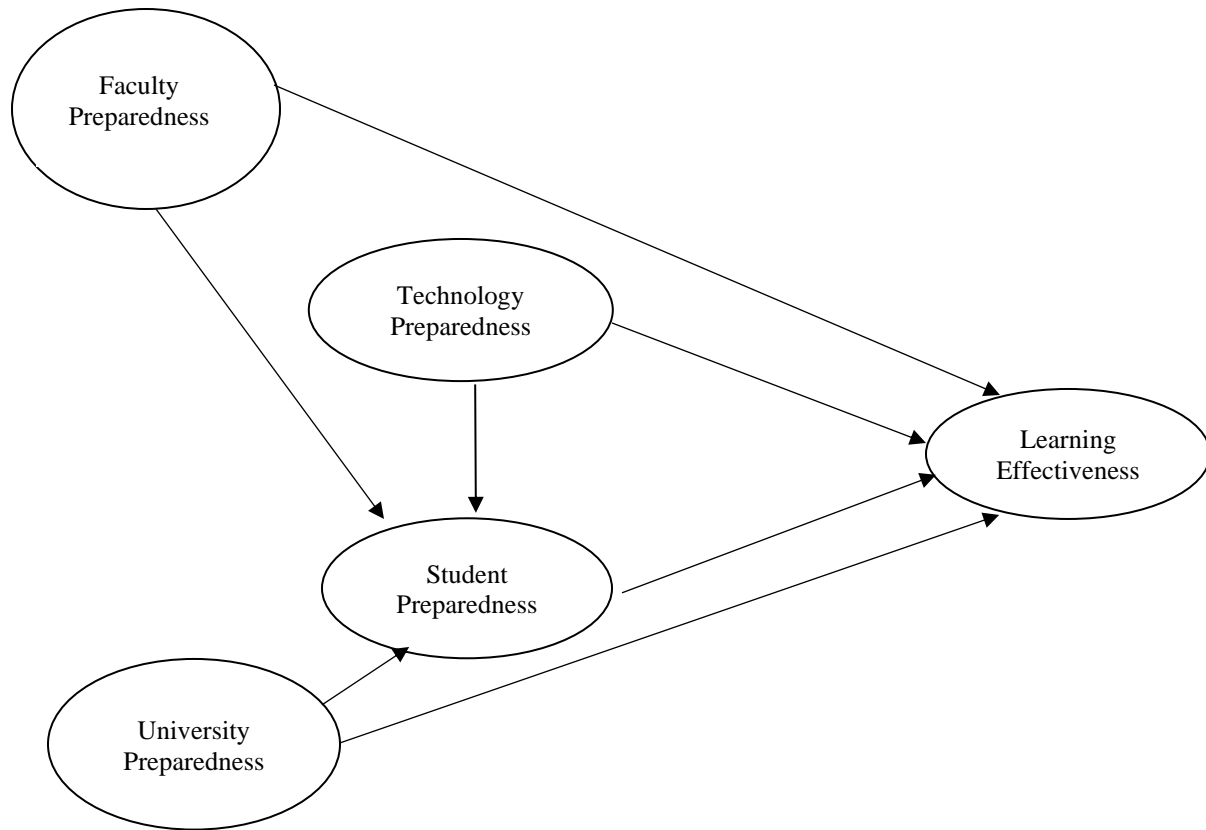 Faculty
Preparedness
Technology
Preparedness
Learning
Effectiveness
Student
Preparedness
University
Preparedness